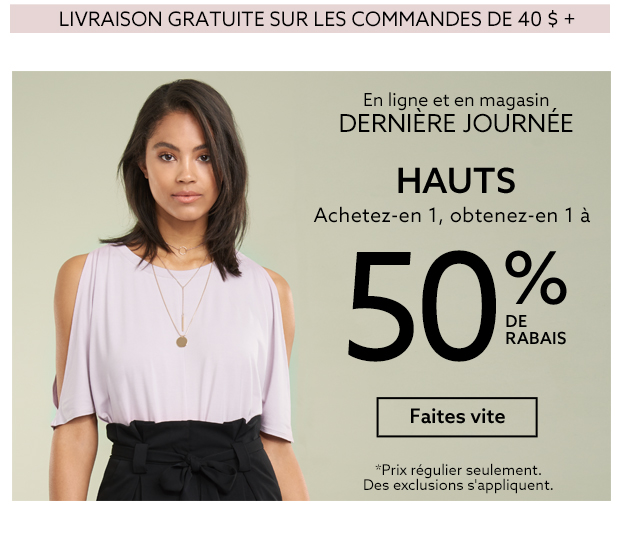 LIVRAISON GRATUITE SUR LES COMMANDES DE 40 $ +
En ligne et en magasin
DERNIÈRE JOURNÉE
HAUTS
Achetez-en 1, obtenez-en 1 à
50%
DE
RABAIS
Faites vite
*Prix régulier seulement.
Des exclusions s'appliquent.